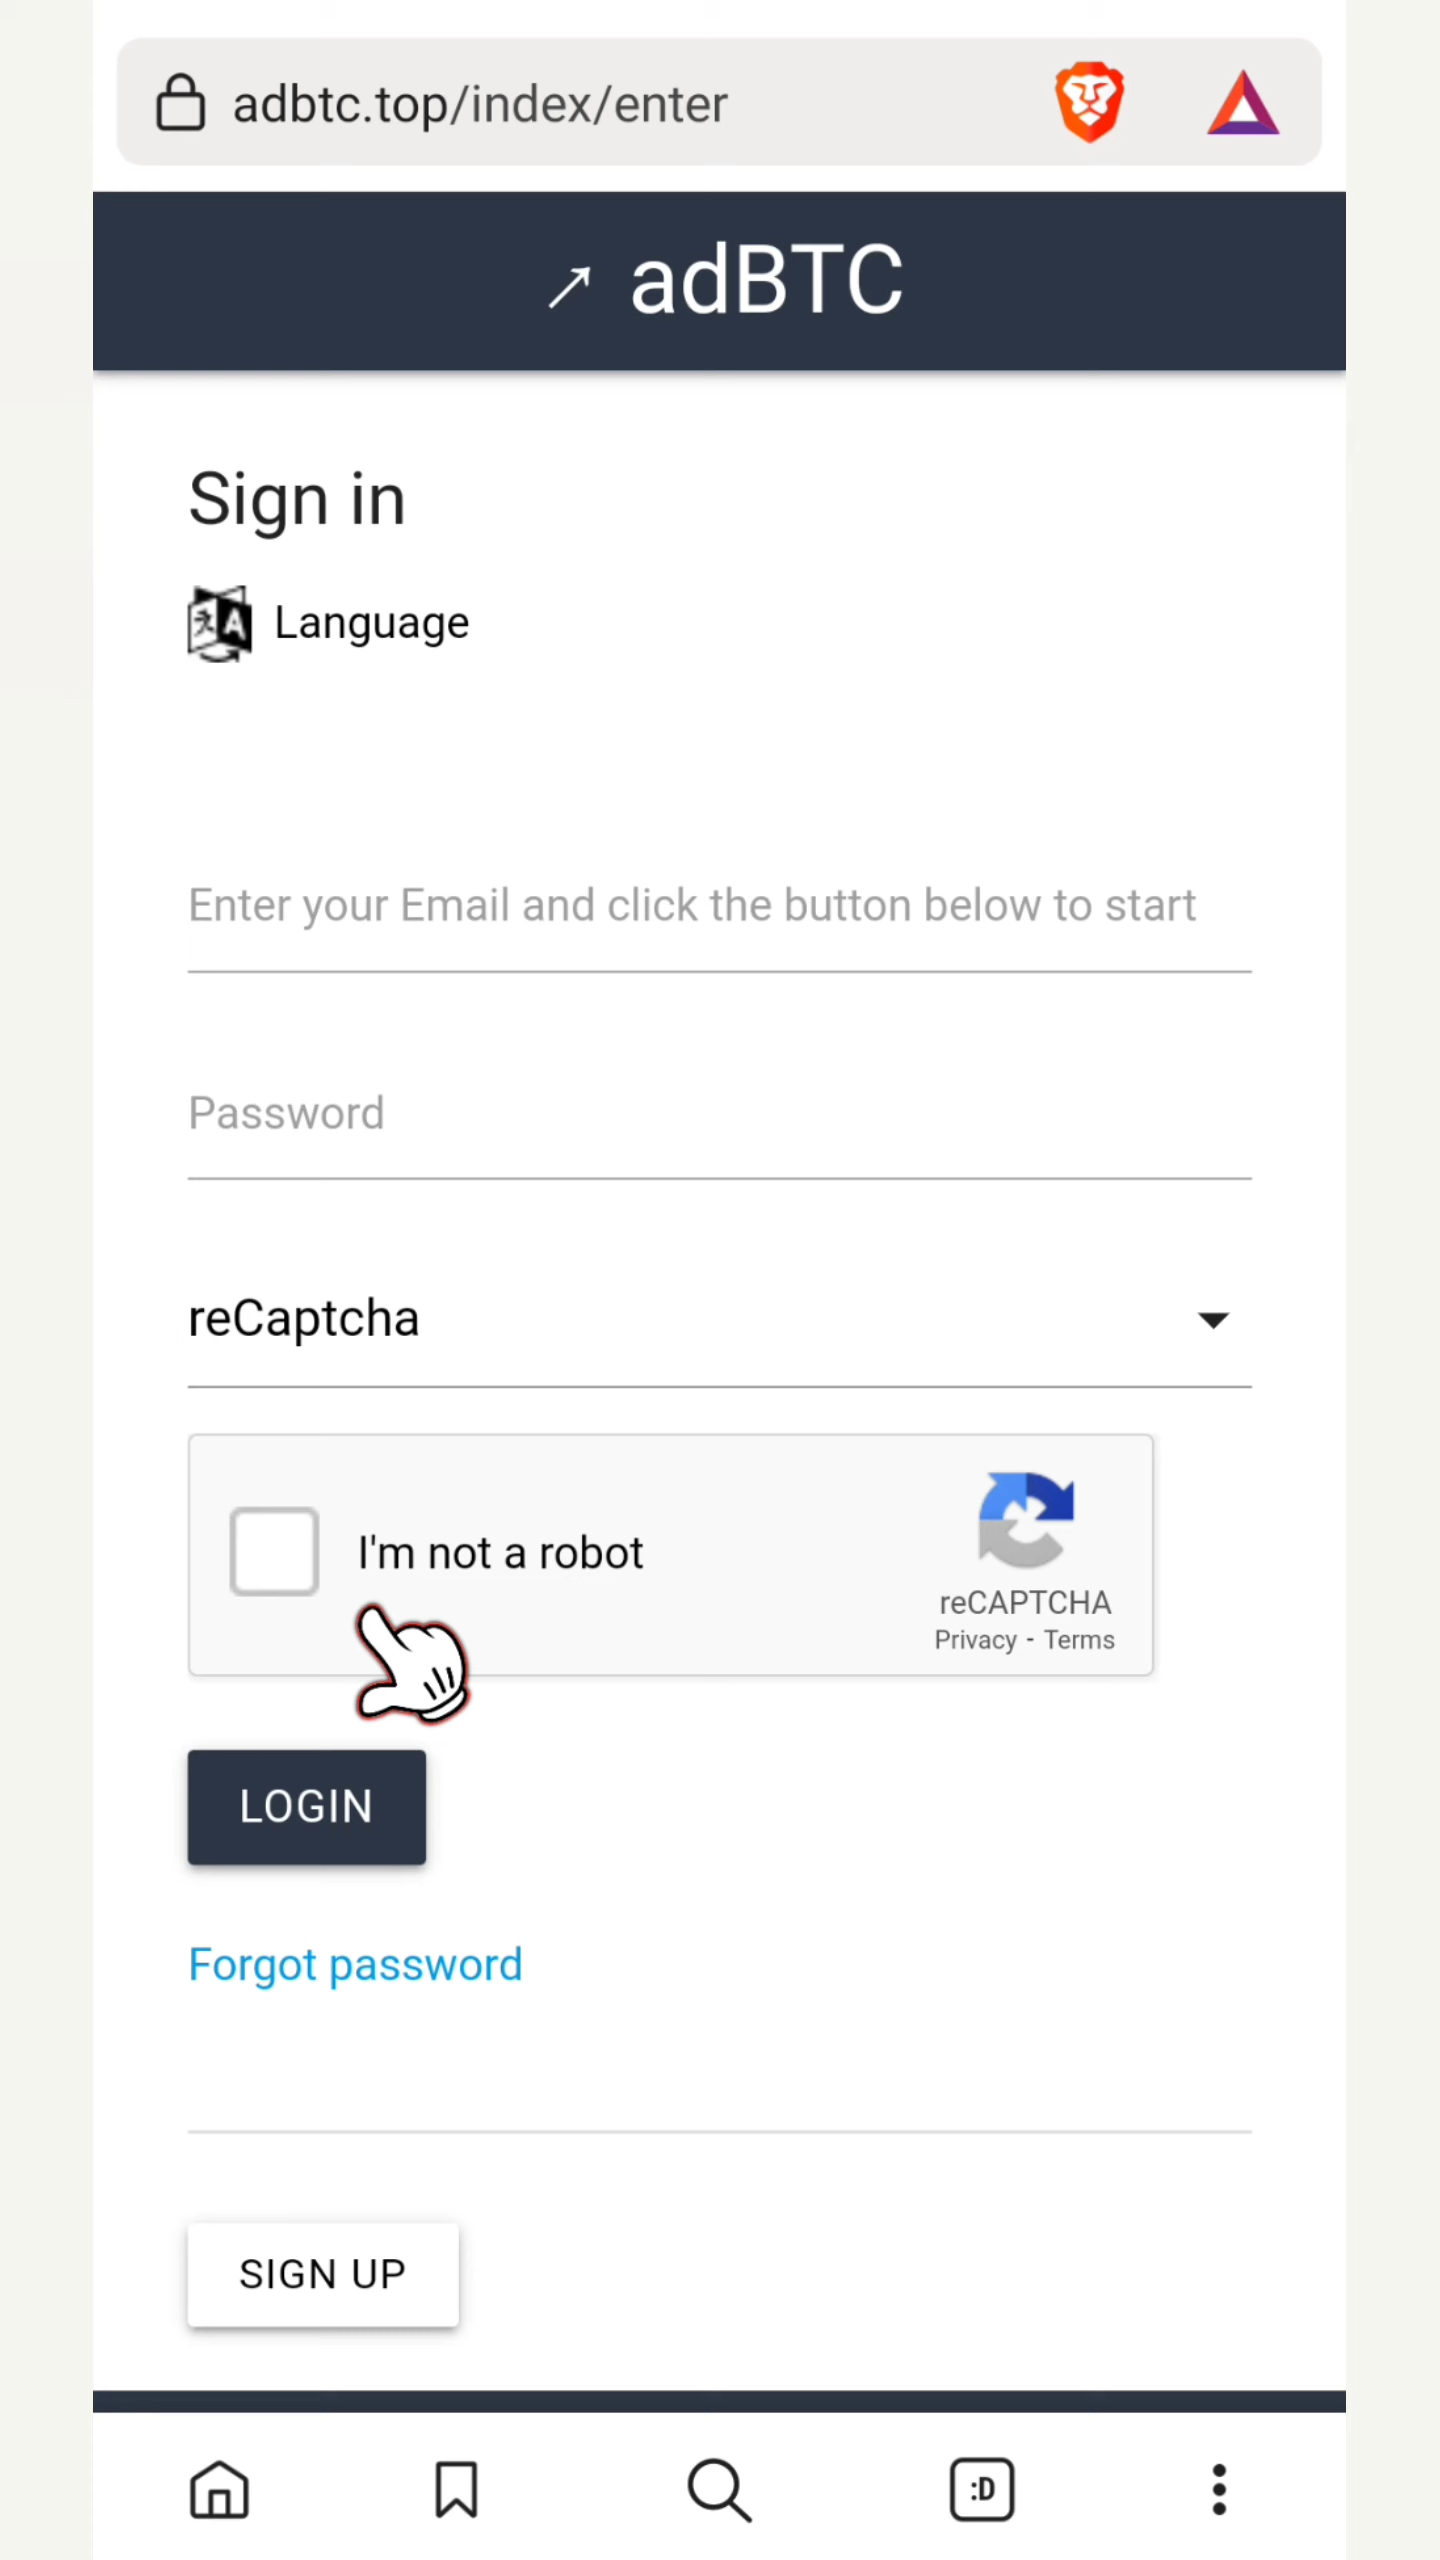 adbtc.top/index/enter
↗ adBTC
Sign in
Language
Enter your Email and click the button below to start
Password
reCaptcha
I'm not a robot
reCAPTCHA
Privacy - Terms
LOGIN
Forgot password
SIGN UP
:D